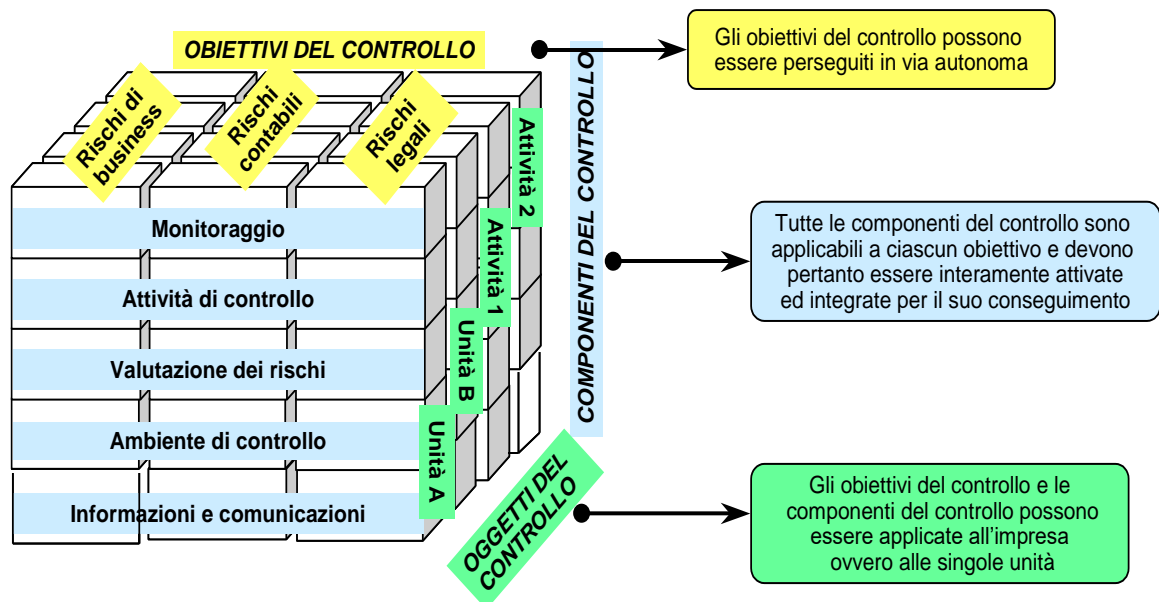 OBIETTIVI DEL CONTROLLO
Rischi di
business
Rischi
contabili
Rischi
legali
Monitoraggio
Attività di controllo
Valutazione dei rischi
Ambiente di controllo
Informazioni e comunicazioni
Unità A
Unità B
Attività 1
Attività 2
COMPONENTI DEL CONTROLLO
OGGETTI DEL
CONTROLLO
Gli obiettivi del controllo possono
essere perseguiti in via autonoma
Tutte le componenti del controllo sono
applicabili a ciascun obiettivo e devono
pertanto essere interamente attivate
ed integrate per il suo conseguimento
Gli obiettivi del controllo e le
componenti del controllo possono
essere applicate all'impresa
ovvero alle singole unità